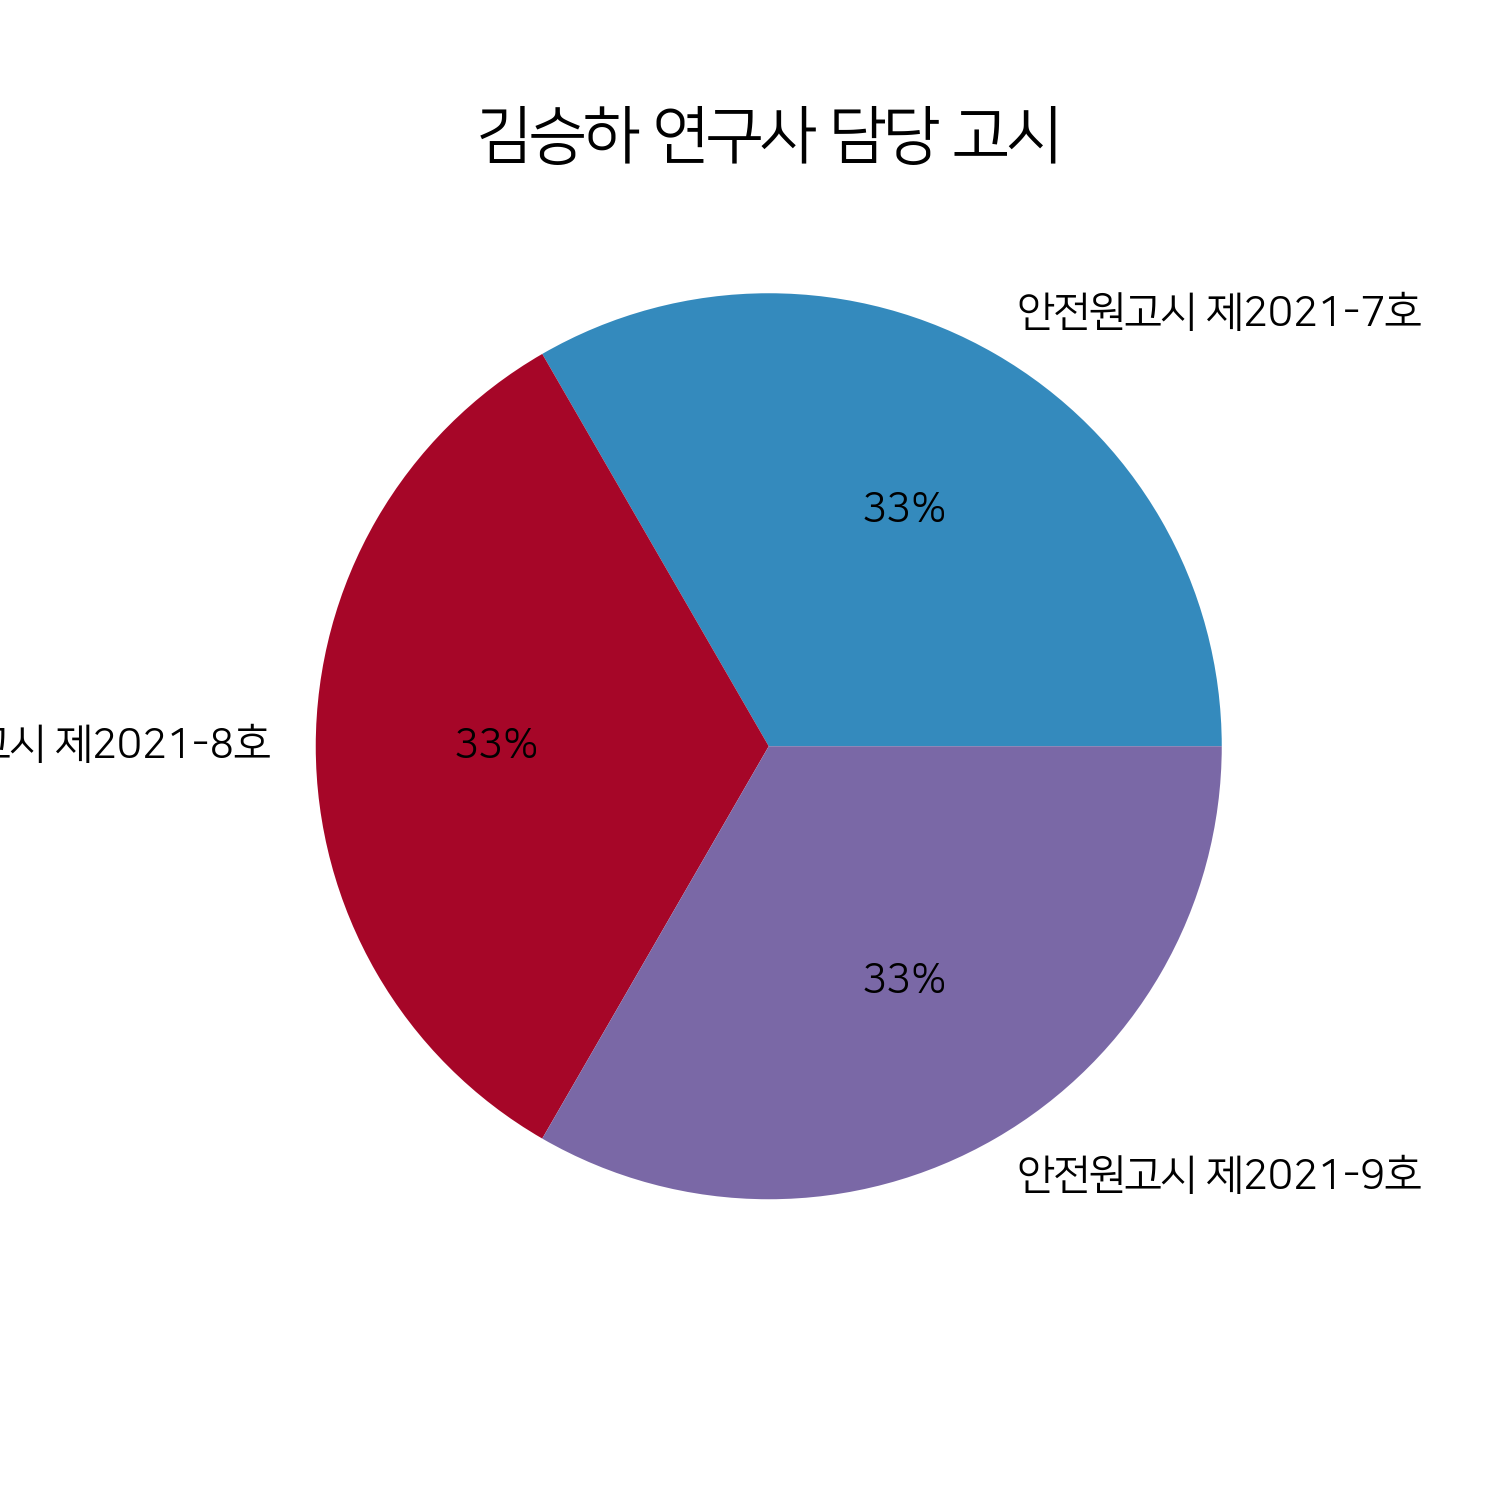 김승하 연구사 담당 고시
안전원고시 제2021-7호
33%
고시 제2021-8호
33%
33%
안전원고시 제2021-9호